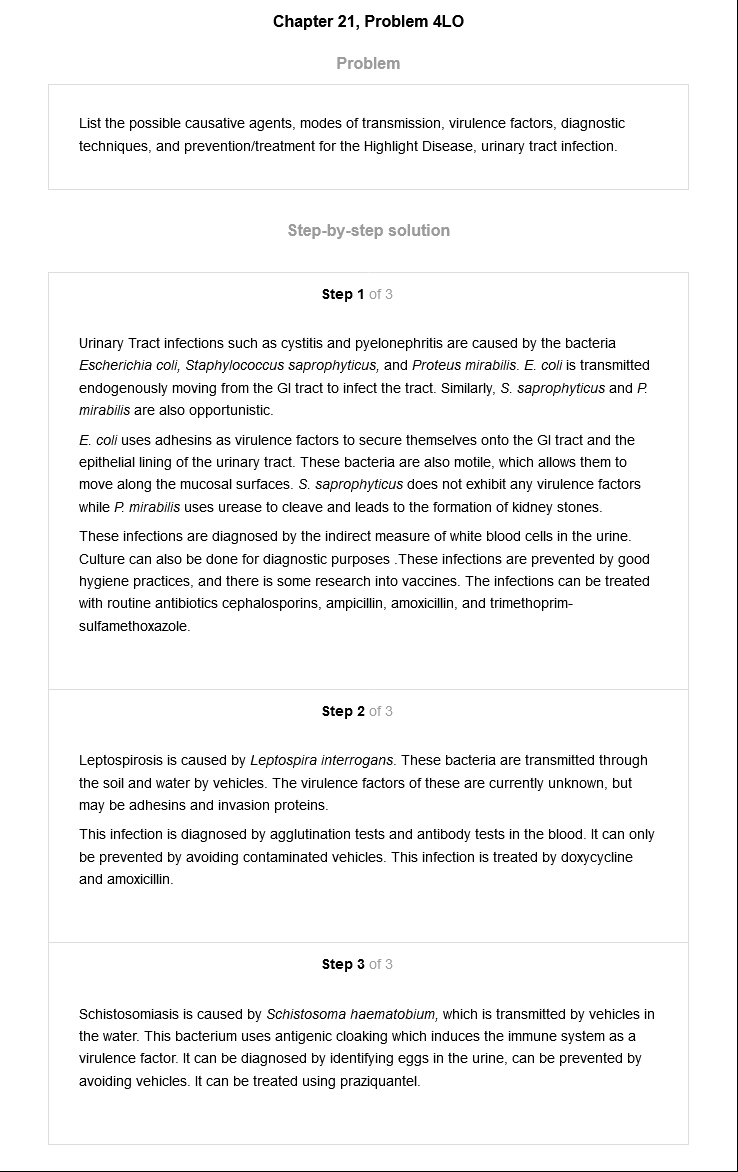 Chapter 21, Problem 4LO
Problem
List the possible causative agents, modes of transmission, virulence factors, diagnostic
techniques, and prevention/treatment for the Highlight Disease, urinary tract infection.
Step-by-step solution
Step 1 of 3
Urinary Tract infections such as cystitis and pyelonephritis are caused by the bacteria
Escherichia coli, Staphylococcus saprophyticus, and Proteus mirabilis. E. coli is transmitted
endogenously moving from the GI tract to infect the tract. Similarly, S. saprophyticus and P.
mirabilis are also opportunistic.
E. coli uses adhesins as virulence factors to secure themselves onto the GI tract and the
epithelial lining of the urinary tract. These bacteria are also motile, which allows them to
move along the mucosal surfaces. S. saprophyticus does not exhibit any virulence factors
while P. mirabilis uses urease to cleave and leads to the formation of kidney stones.
These infections are diagnosed by the indirect measure of white blood cells in the urine.
Culture can also be done for diagnostic purposes .These infections are prevented by good
hygiene practices, and there is some research into vaccines. The infections can be treated
with routine antibiotics cephalosporins, ampicillin, amoxicillin, and trimethoprim-
sulfamethoxazole.
Step 2 of 3
Leptospirosis is caused by Leptospira interrogans. These bacteria are transmitted through
the soil and water by vehicles. The virulence factors of these are currently unknown, but
may be adhesins and invasion proteins.
This infection is diagnosed by agglutination tests and antibody tests in the blood. It can only
be prevented by avoiding contaminated vehicles. This infection is treated by doxycycline
and amoxicillin.
Step 3 of 3
Schistosomiasis is caused by Schistosoma haematobium, which is transmitted by vehicles in
the water. This bacterium uses antigenic cloaking which induces the immune system as a
virulence factor. It can be diagnosed by identifying eggs in the urine, can be prevented by
avoiding vehicles. It can be treated using praziquantel.